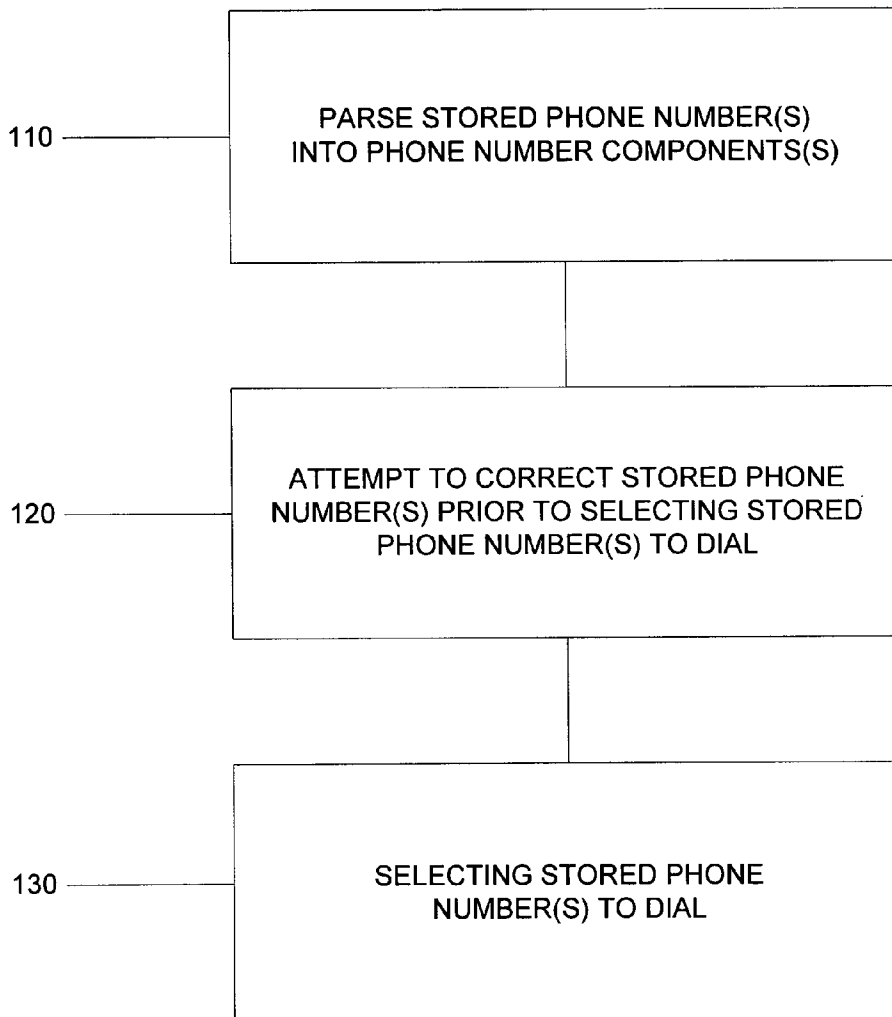 110
PARSE STORED PHONE NUMBER(S)
INTO PHONE NUMBER COMPONENTS(S)
120
ATTEMPT TO CORRECT STORED PHONE
NUMBER(S) PRIOR TO SELECTING STORED
PHONE NUMBER(S) TO DIAL
130
SELECTING STORED PHONE
NUMBER(S) TO DIAL